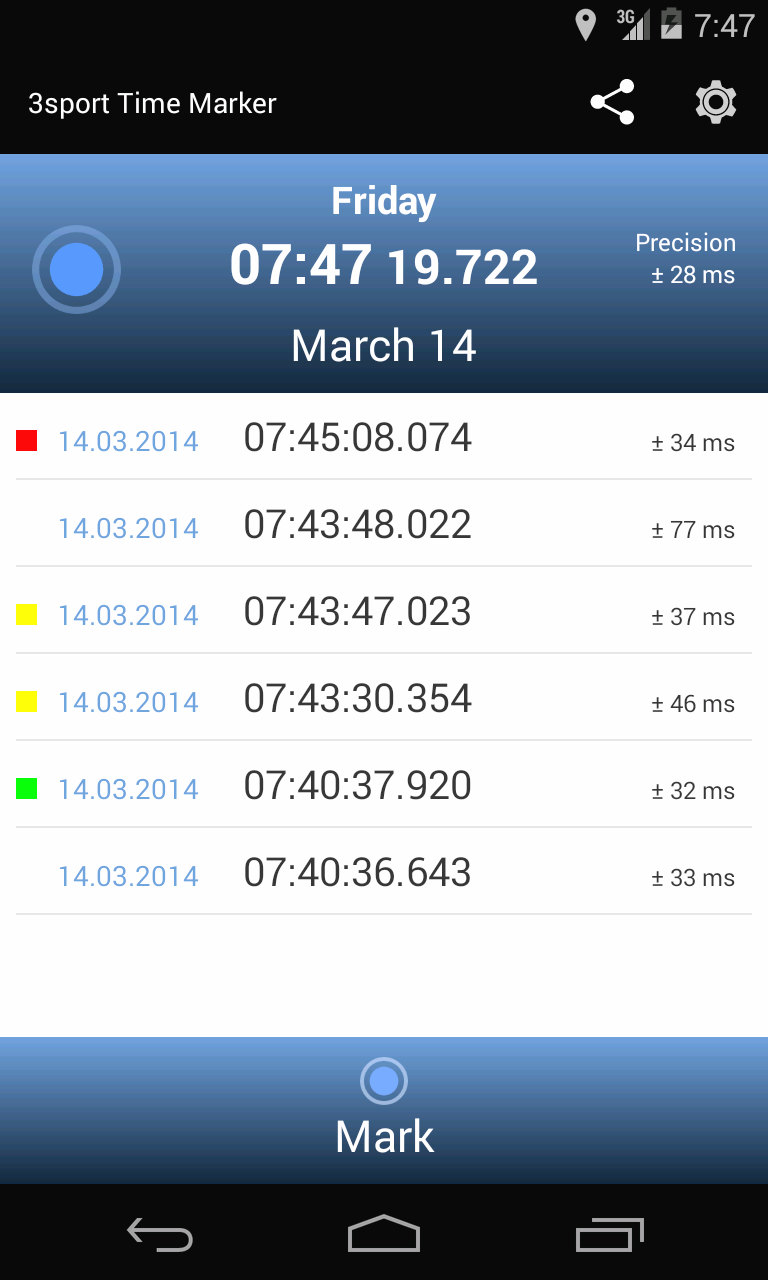 3G 7:47
3sport Time Marker
Friday
07:47 19.722
Precision
± 28 ms
March 14
14.03.2014 07:45:08.074 ± 34 ms
14.03.2014 07:43:48.022 ± 77 ms
14.03.2014 07:43:47.023 ± 37 ms
14.03.2014 07:43:30.354 ± 46 ms
14.03.2014 07:40:37.920 ± 32 ms
14.03.2014 07:40:36.643 ± 33 ms
Mark